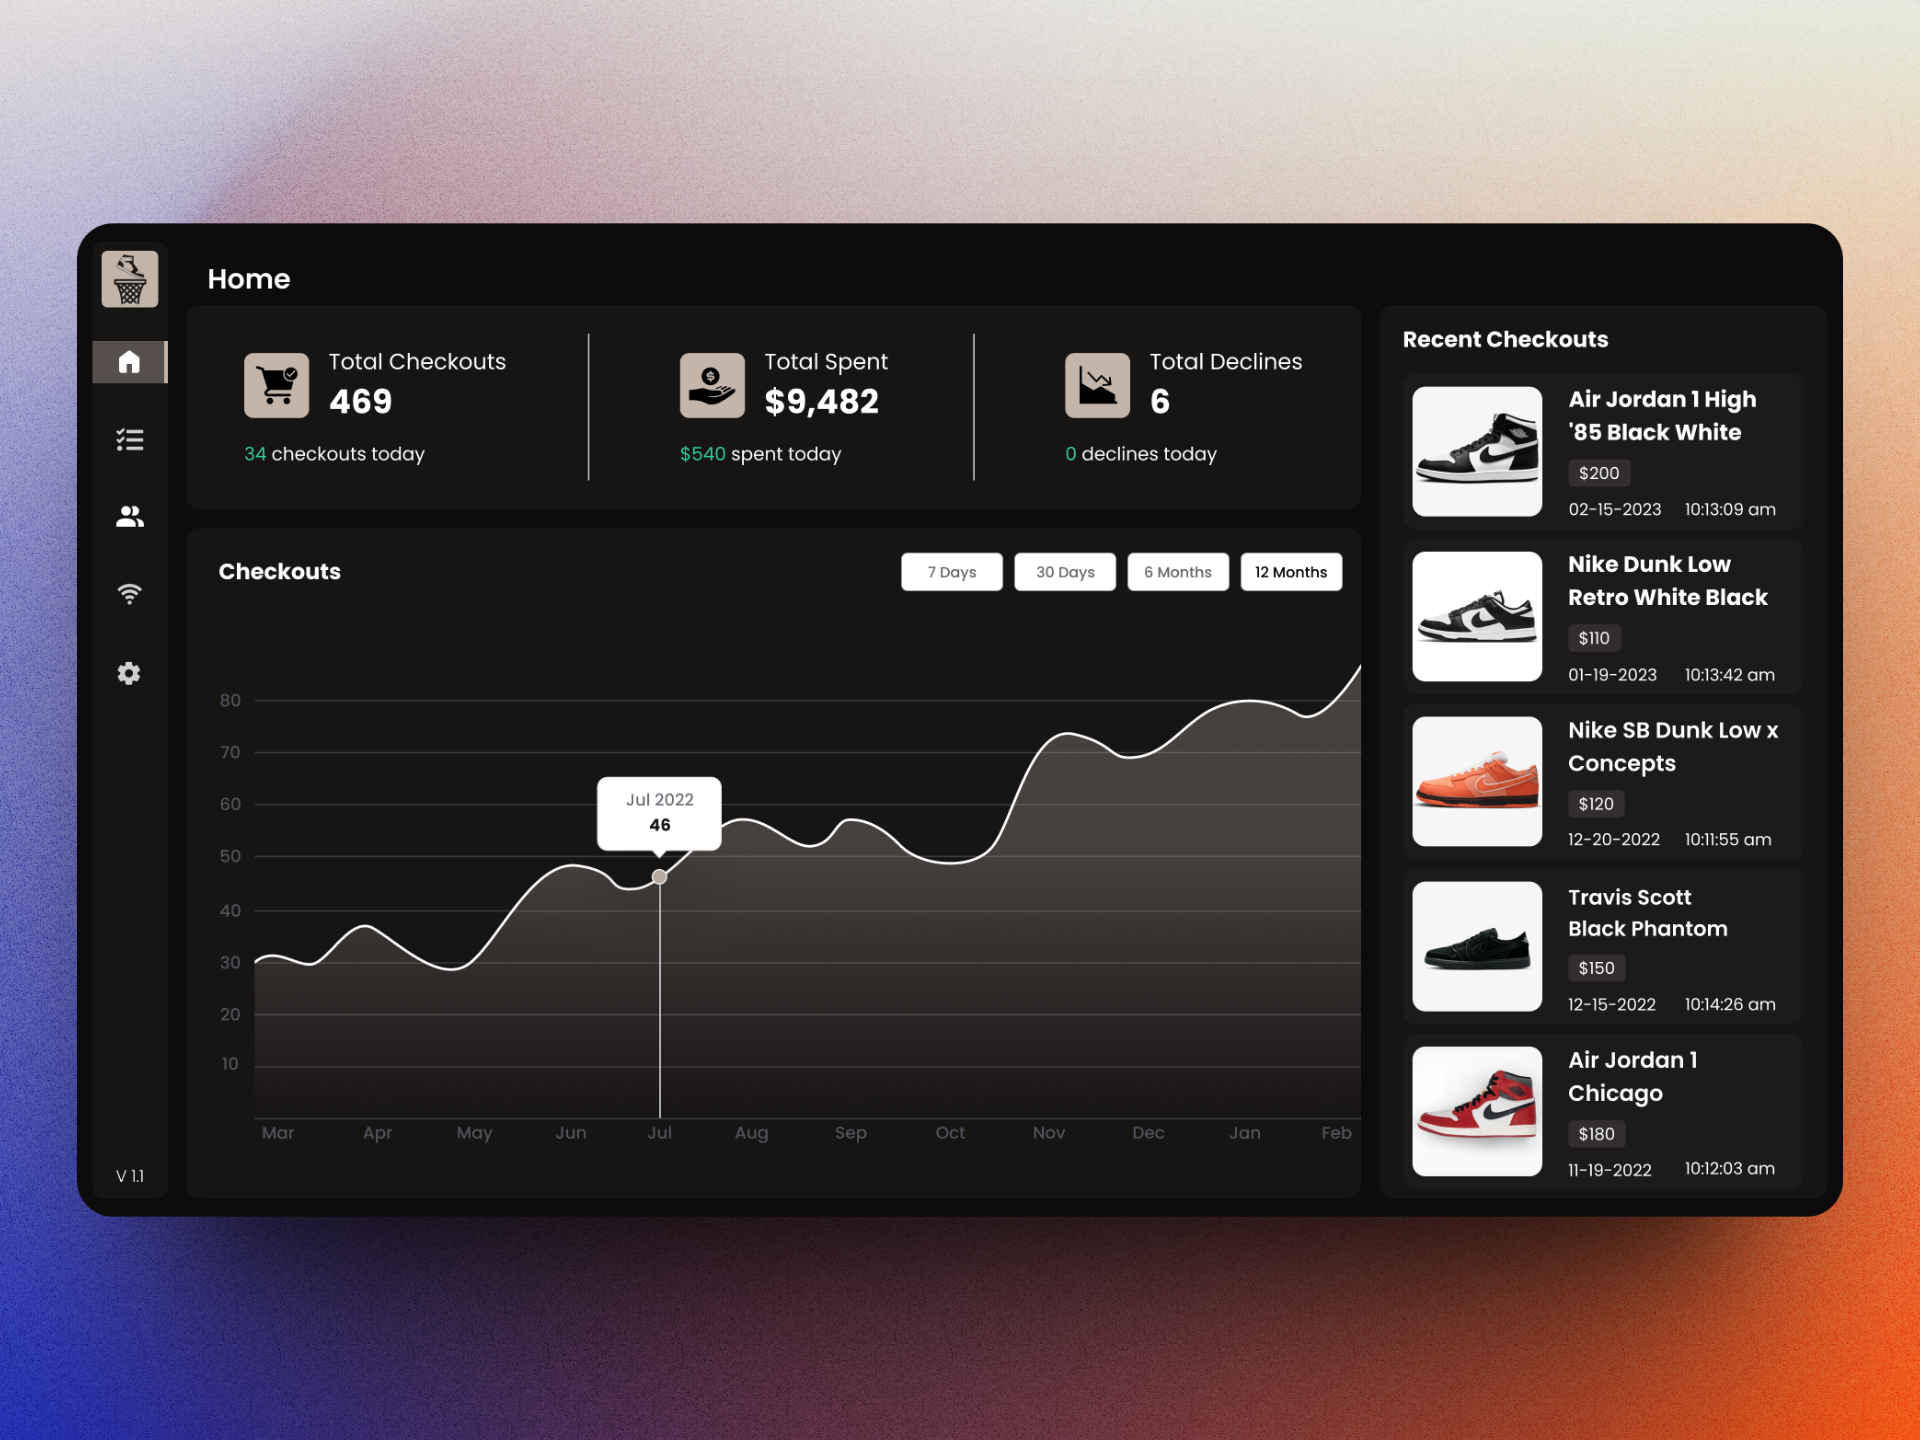 Home
Total Checkouts
469
34 checkouts today
Total Spent
$9,482
$540 spent today
Total Declines
6
0 declines today
Checkouts
7 Days
30 Days
6 Months
12 Months
80
70
60
50
40
30
20
10
Jul 2022
46
Mar
Apr
May
Jun
Jul
Aug
Sep
Oct
Nov
Dec
Jan
Feb
V 1.1
Recent Checkouts
Air Jordan 1 High
'85 Black White
$200
02-15-2023 10:13:09 am
Nike Dunk Low
Retro White Black
$110
01-19-2023 10:13:42 am
Nike SB Dunk Low x
Concepts
$120
12-20-2022 10:11:55 am
Travis Scott
Black Phantom
$150
12-15-2022 10:14:26 am
Air Jordan 1
Chicago
$180
11-19-2022 10:12:03 am